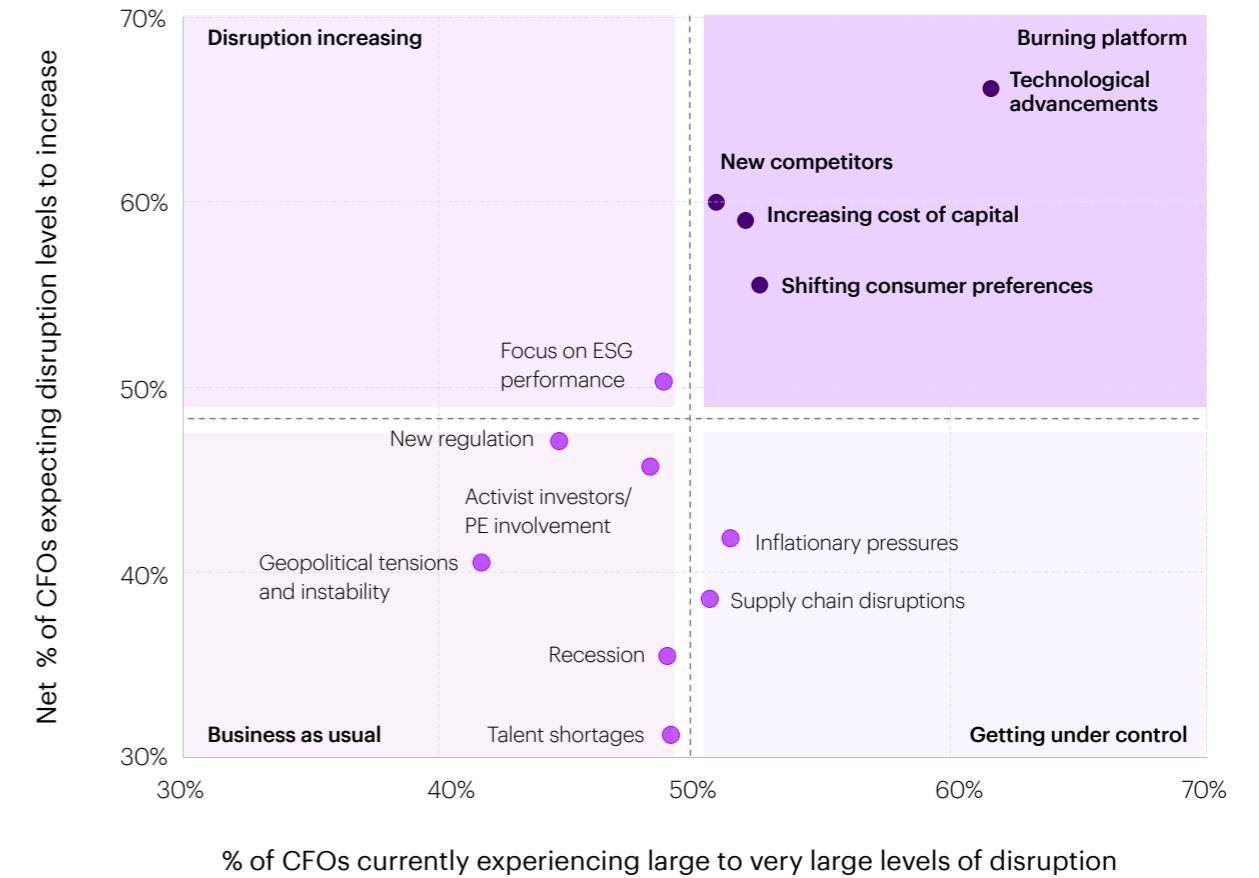 70%
Disruption increasing
Burning platform
Technological
advancements
New competitors
60%
Increasing cost of capital
Shifting consumer preferences
Focus on ESG
performance
50%
New regulation
Activist investors/
PE involvement
Inflationary pressures
Geopolitical tensions
and instability
40%
Supply chain disruptions
Recession
Business as usual
Talent shortages
Getting under control
30%
30%
40%
50%
60%
70%
Net % of CFOs expecting disruption levels to increase
% of CFOs currently experiencing large to very large levels of disruption